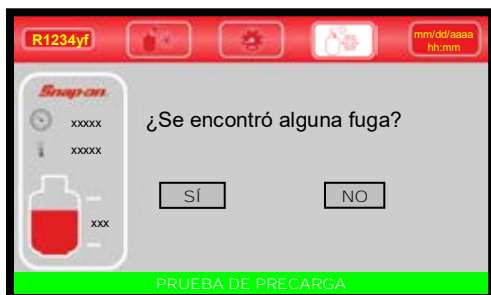 R1234yf
mm/dd/aaaa
hh:mm
Snap-on
xxxxx
xxxxx
xxx
¿Se encontró alguna fuga?
SÍ NO
PRUEBA DE PRECARGA